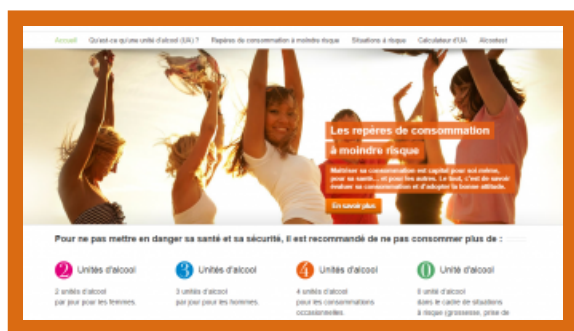 Accueil Qu'est-ce qu'une unité d'alcool (UA) ? Repères de consommation à moindre risque Situations à risque Calculateur d'UA Alcootest
Les repères de consommation
à moindre risque
Maîtriser sa consommation est capital pour soi-même,
pour sa santé... et pour les autres. Le tout, c'est de savoir
évaluer sa consommation et d'adopter la bonne attitude.
En savoir plus
Pour ne pas mettre en danger sa santé et sa sécurité, il est recommandé de ne pas consommer plus de :
2 Unités d'alcool
3 Unités d'alcool
4 Unités d'alcool
0 Unité d'alcool
2 unités d'alcool
par jour pour les femmes.
3 unités d'alcool
par jour pour les hommes.
4 unités d'alcool
pour les consommations
occasionnelles.
0 unité d'alcool
dans le cadre de situations
à risque (grossesse, prise de